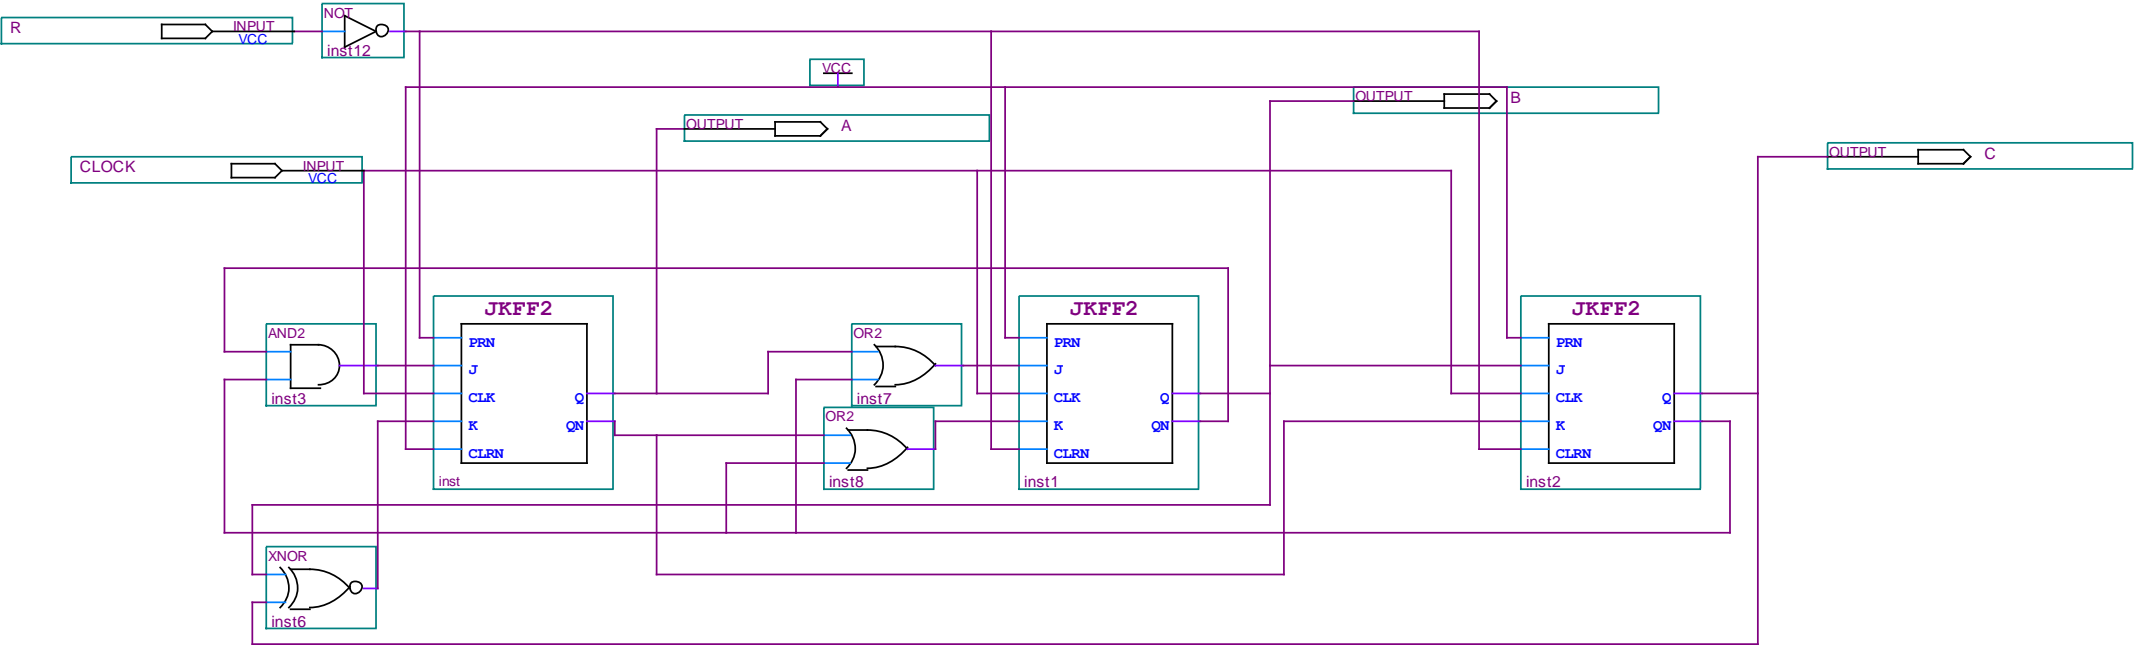 R
INPUT
VCC
NOT
inst12
VCC
OUTPUT
B
OUTPUT
A
OUTPUT
C
CLOCK
INPUT
VCC
JKFF2
JKFF2
JKFF2
AND2
inst3
PRN
J
CLK
K
CLRN
Q
QN
inst
OR2
inst7
OR2
inst8
PRN
J
CLK
K
CLRN
Q
QN
inst1
PRN
J
CLK
K
CLRN
Q
QN
inst2
XNOR
inst6